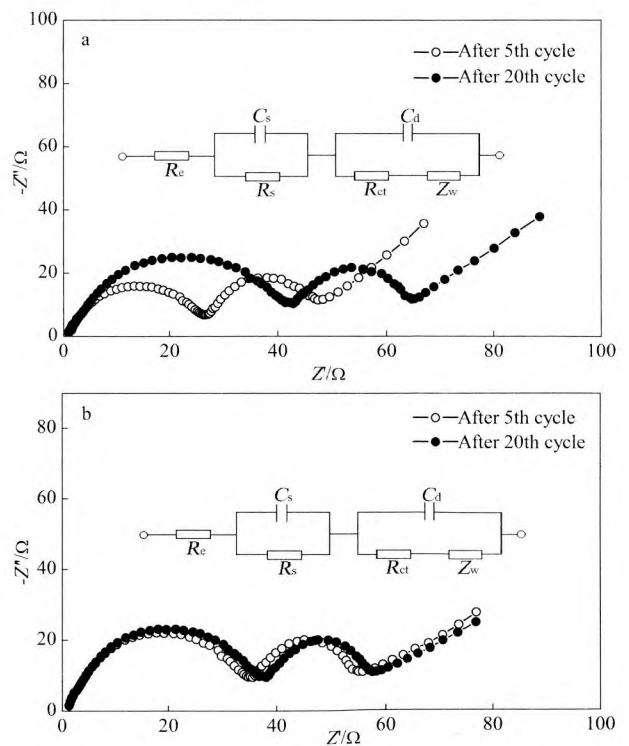 a
100
80
60
40
20
0
-Z″/Ω
—○—After 5th cycle
—●—After 20th cycle
Cs
Cd
Re
Rs
Rct
Zw
0 20 40 60 80 100
Z′/Ω
b
80
60
40
20
0
-Z″/Ω
—○—After 5th cycle
—●—After 20th cycle
Cs
Cd
Re
Rs
Rct
Zw
0 20 40 60 80 100
Z′/Ω